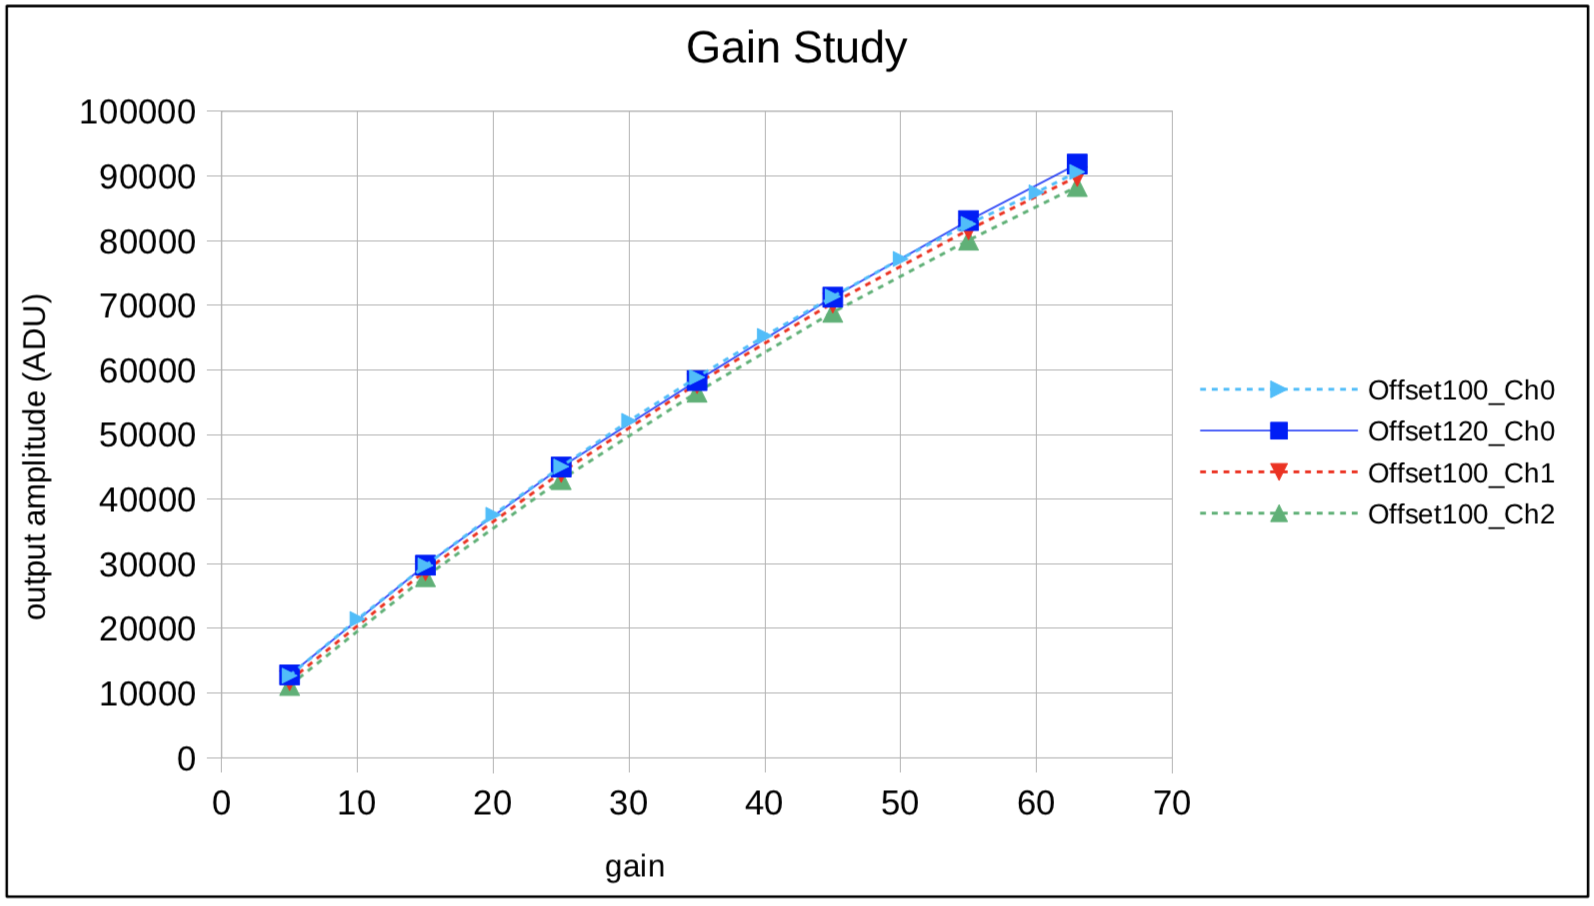 Gain Study
100000
90000
80000
70000
60000
50000
40000
30000
20000
10000
0
output amplitude (ADU)
0 10 20 30 40 50 60 70
gain
Offset100_Ch0
Offset120_Ch0
Offset100_Ch1
Offset100_Ch2